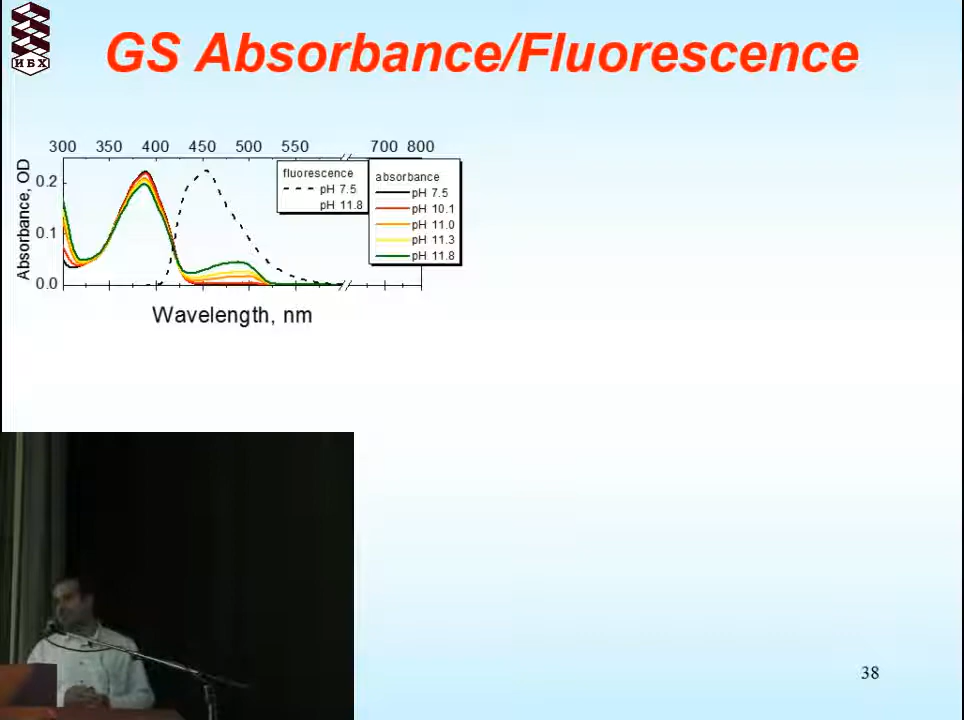 ИБХ
GS Absorbance/Fluorescence
300 350 400 450 500 550 700 800
Absorbance, OD
0.2
0.1
0.0
fluorescence
pH 7.5
pH 11.8
absorbance
pH 7.5
pH 10.1
pH 11.0
pH 11.3
pH 11.8
Wavelength, nm
38